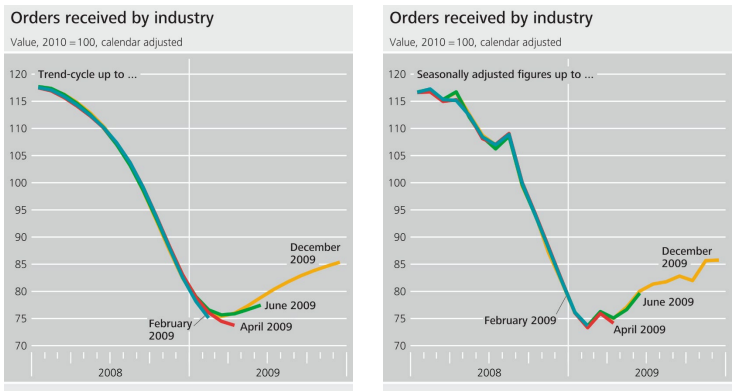 Orders received by industry
Value, 2010 = 100, calendar adjusted
120
Trend-cycle up to ...
115
110
105
100
95
90
85
80
75
70
December
2009
June 2009
February
2009
April 2009
2008
2009
Orders received by industry
Value, 2010 = 100, calendar adjusted
120
Seasonally adjusted figures up to ...
115
110
105
100
95
90
85
80
75
70
December
2009
June 2009
February 2009
April 2009
2008
2009